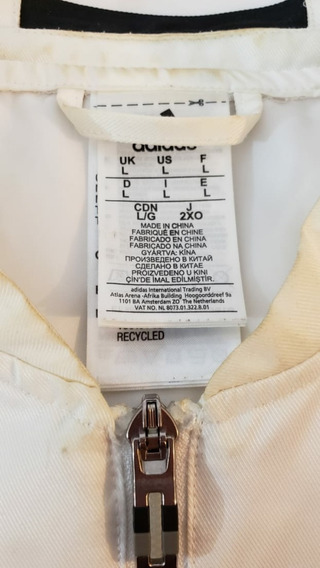 adidas
UK US F
L L L
D I E
L L L
CDN J
L/G 2XO
MADE IN CHINA
FABRIQUÉ EN CHINE
FABRICADO EN CHINA
FABRICADO NA CHINA
GYÁRTVA: KÍNA
ПРОИЗВЕДЕНО В КИТАЙ
СДЕЛАНО В КИТАЕ
PROIZVEDENO U KINI
ÇİN'DE İMAL EDİLMİŞTİR.
adidas International Trading BV
Atlas Arena -Afrika Building Hoogoorddreef 9a
1101 BA Amsterdam ZO The Netherlands
VAT NO. NL 8073.01.322.B.01
RECYCLED